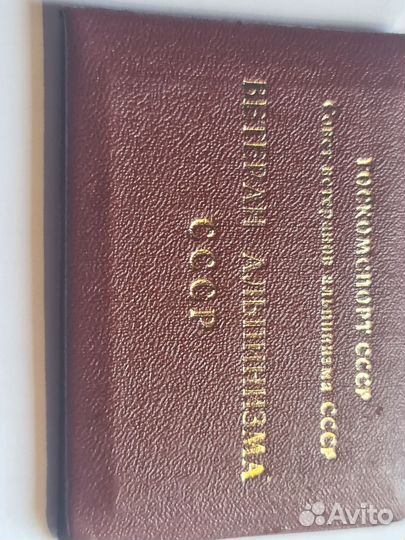 ГОСКОМСПОРТ СССР
Совет ветеранов альпинизма СССР
ВЕТЕРАН АЛЬПИНИЗМА
СССР
Avito